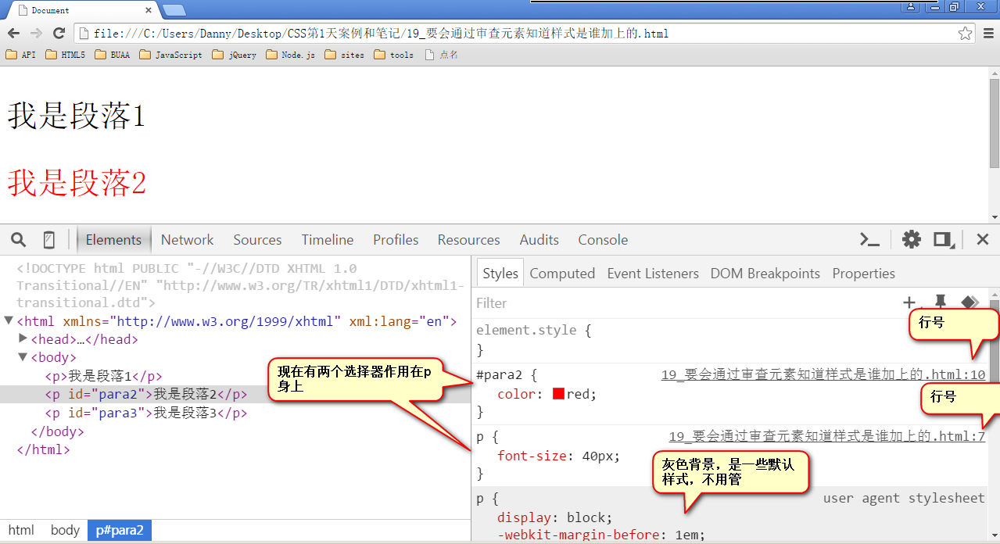 Document
file:///C:/Users/Danny/Desktop/CSS第1天案例和笔记/19_要会通过审查元素知道样式是谁加上的.html
API HTML5 BUAA JavaScript jQuery Node.js sites tools 点名
我是段落1
我是段落2
Elements Network Sources Timeline Profiles Resources Audits Console
<!DOCTYPE html PUBLIC "-//W3C//DTD XHTML 1.0
Transitional//EN" "http://www.w3.org/TR/xhtml1/DTD/xhtml1-
transitional.dtd">
<html xmlns="http://www.w3.org/1999/xhtml" xml:lang="en">
<head>…</head>
<body>
<p>我是段落1</p>
<p id="para2">我是段落2</p>
<p id="para3">我是段落3</p>
</body>
</html>
现在有两个选择器作用在p
身上
html body p#para2
Styles Computed Event Listeners DOM Breakpoints Properties
Filter
element.style {
}
行号
#para2 { 19_要会通过审查元素知道样式是谁加上的.html:10
color: red;
}
行号
p { 19_要会通过审查元素知道样式是谁加上的.html:7
font-size: 40px;
}
灰色背景，是一些默认
样式，不用管
p { user agent stylesheet
display: block;
-webkit-margin-before: 1em;